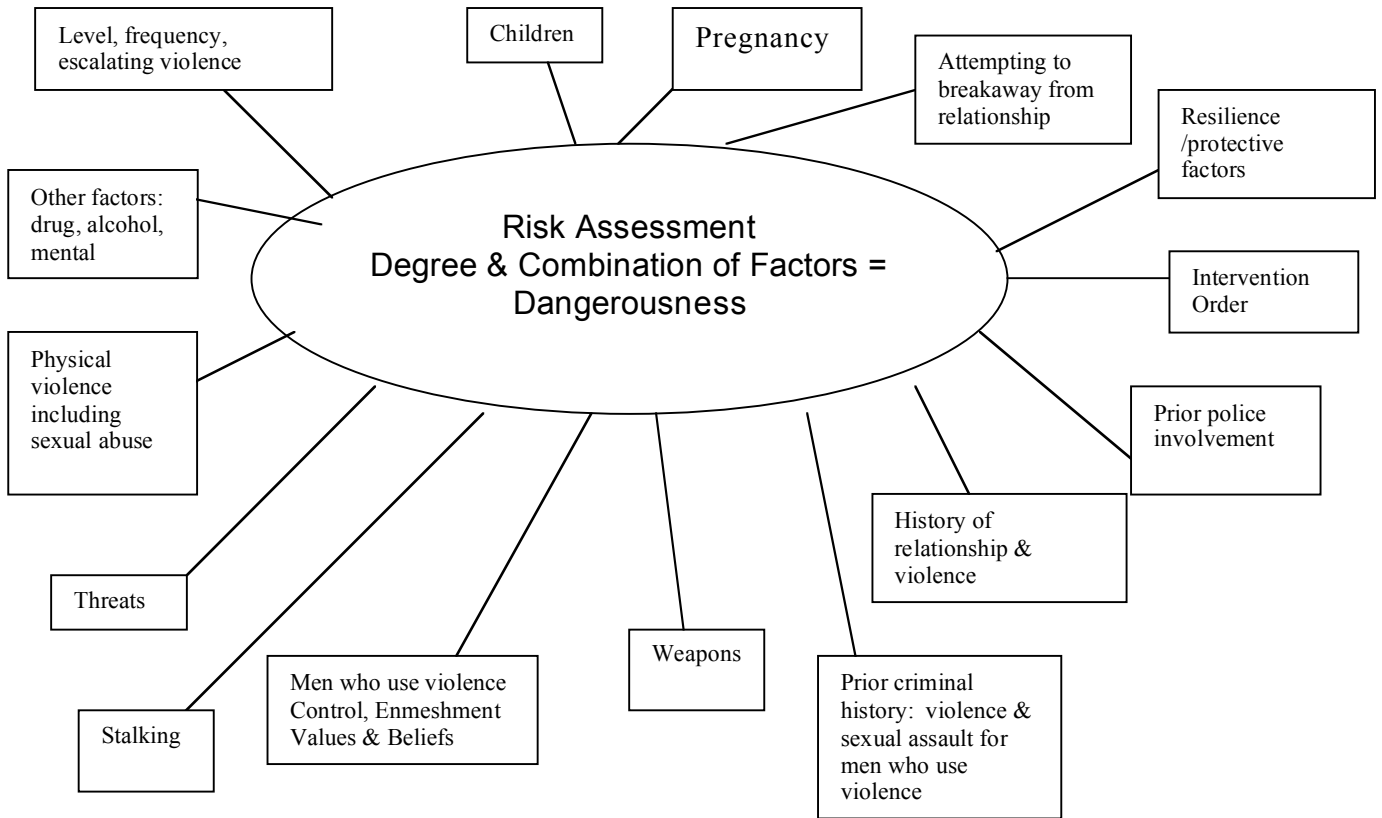 Level, frequency,
escalating violence
Children
Pregnancy
Attempting to
breakaway from
relationship
Resilience
/protective
factors
Other factors:
drug, alcohol,
mental
Risk Assessment
Degree & Combination of Factors =
Dangerousness
Intervention
Order
Physical
violence
including
sexual abuse
Prior police
involvement
History of
relationship &
violence
Threats
Stalking
Men who use violence
Control, Enmeshment
Values & Beliefs
Weapons
Prior criminal
history:  violence &
sexual assault for
men who use
violence